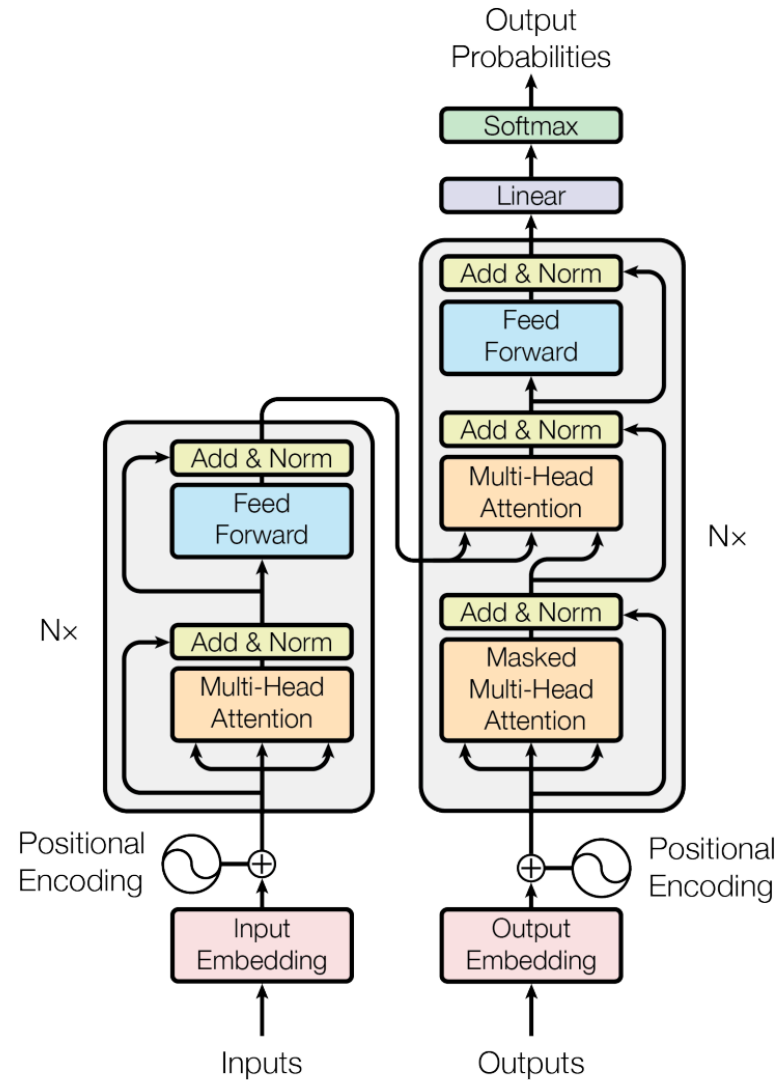 Output
Probabilities
Softmax
Linear
Add & Norm
Feed
Forward
Add & Norm
Multi-Head
Attention
Nx
Add & Norm
Masked
Multi-Head
Attention
Add & Norm
Feed
Forward
Nx
Add & Norm
Multi-Head
Attention
Positional
Encoding
Positional
Encoding
Input
Embedding
Output
Embedding
Inputs
Outputs